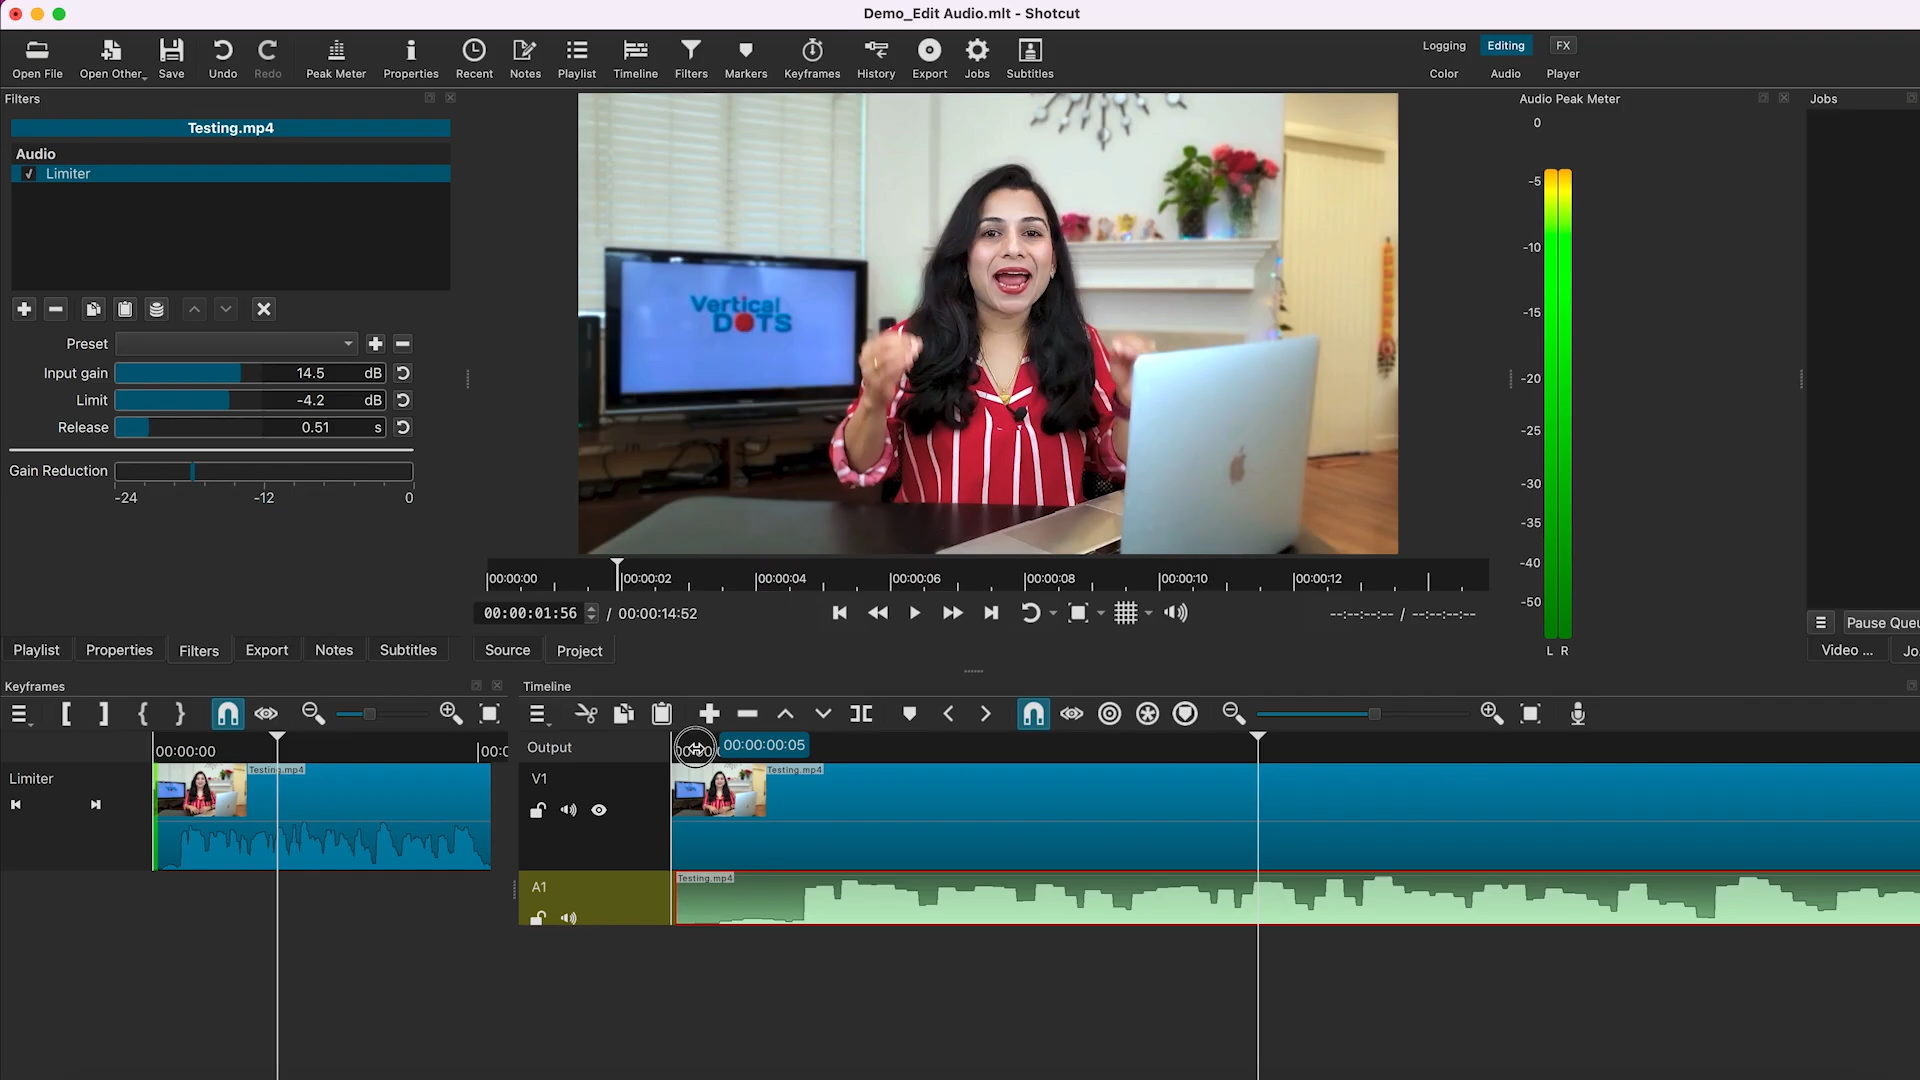 Demo_Edit Audio.mlt - Shotcut
Open File
Open Other
Save
Undo
Redo
Peak Meter
Properties
Recent
Notes
Playlist
Timeline
Filters
Markers
Keyframes
History
Export
Jobs
Subtitles
Logging
Editing
FX
Color
Audio
Player
Filters
Testing.mp4
Audio
Limiter
Preset
Input gain 14.5 dB
Limit -4.2 dB
Release 0.51 s
Gain Reduction
-24 -12 0
Vertical
DOTS
00:00:00 00:00:02 00:00:04 00:00:06 00:00:08 00:00:10 00:00:12
00:00:01:56 / 00:00:14:52
--:--:--:-- / --:--:--:--
Audio Peak Meter
0
-5
-10
-15
-20
-25
-30
-35
-40
-50
L R
Jobs
Pause Queu
Video ...
Jo
Playlist
Properties
Filters
Export
Notes
Subtitles
Source
Project
Keyframes
00:00:00
00:0
Limiter
Testing.mp4
Timeline
Output
00:00:00:05
V1
Testing.mp4
A1
Testing.mp4